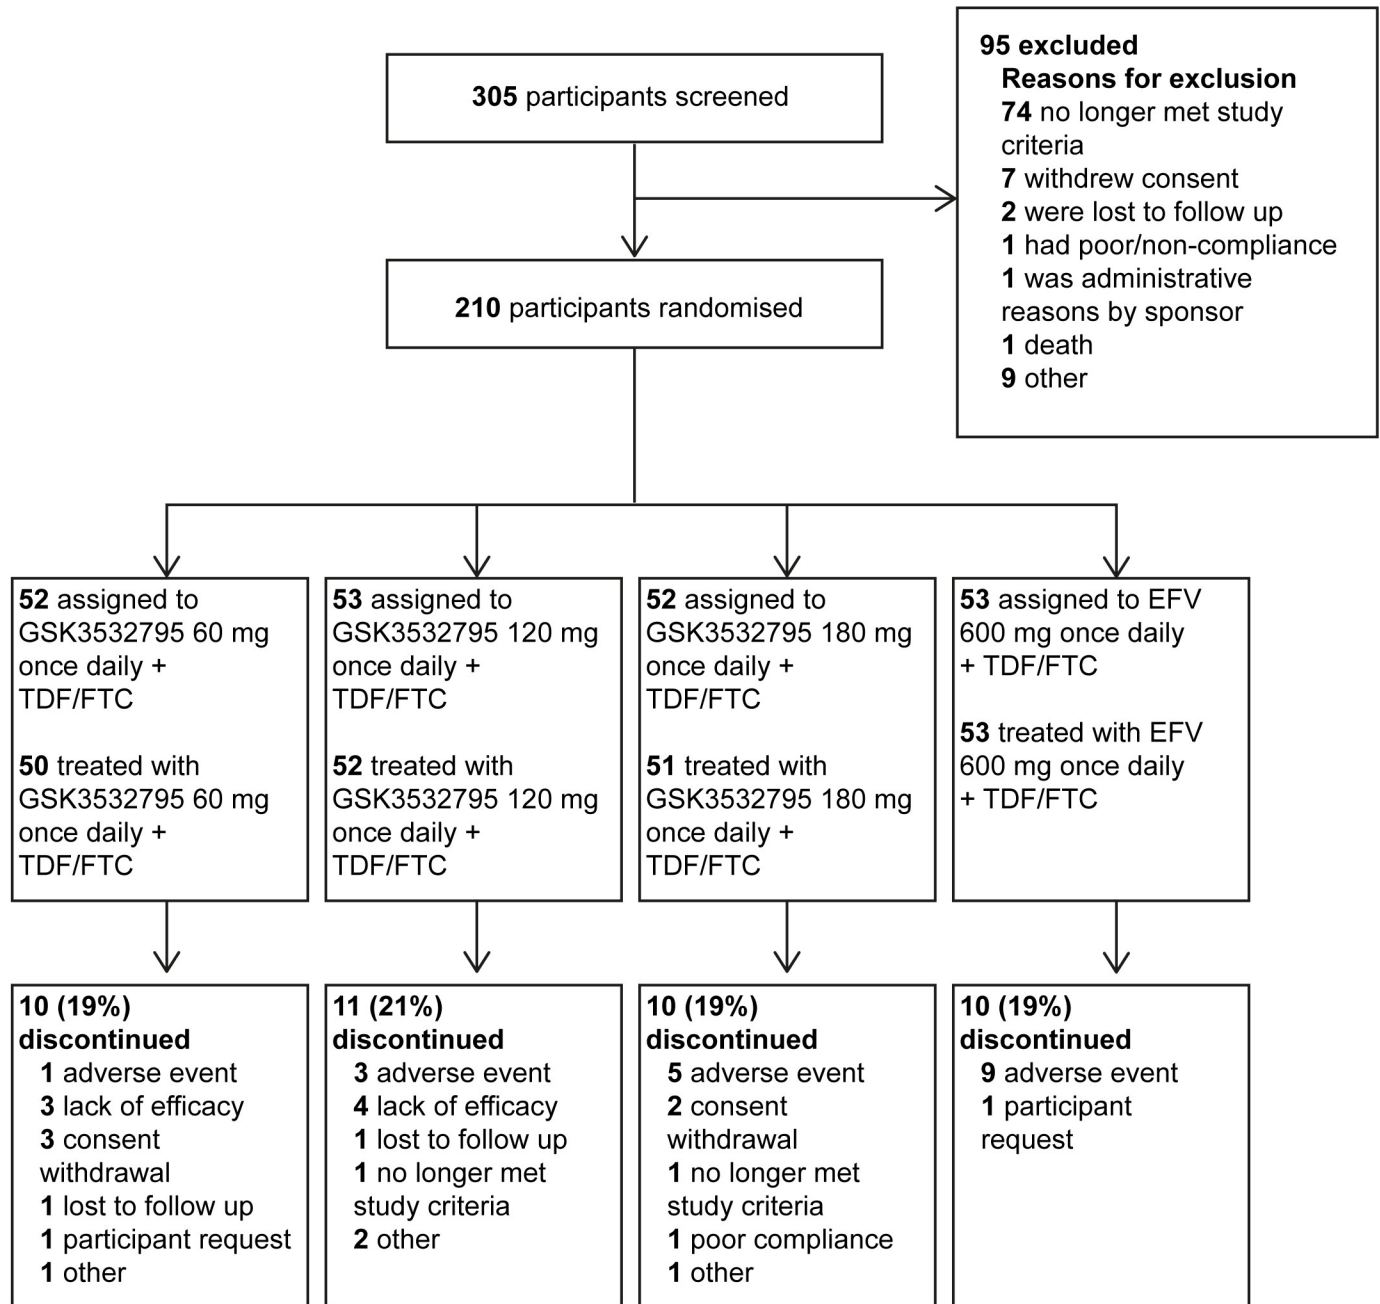 305 participants screened
95 excluded
Reasons for exclusion
74 no longer met study
criteria
7 withdrew consent
2 were lost to follow up
1 had poor/non-compliance
1 was administrative
reasons by sponsor
1 death
9 other
210 participants randomised
52 assigned to
GSK3532795 60 mg
once daily +
TDF/FTC
50 treated with
GSK3532795 60 mg
once daily +
TDF/FTC
53 assigned to
GSK3532795 120 mg
once daily +
TDF/FTC
52 treated with
GSK3532795 120 mg
once daily +
TDF/FTC
52 assigned to
GSK3532795 180 mg
once daily +
TDF/FTC
51 treated with
GSK3532795 180 mg
once daily +
TDF/FTC
53 assigned to EFV
600 mg once daily
+ TDF/FTC
53 treated with EFV
600 mg once daily
+ TDF/FTC
10 (19%)
discontinued
1 adverse event
3 lack of efficacy
3 consent
withdrawal
1 lost to follow up
1 participant request
1 other
11 (21%)
discontinued
3 adverse event
4 lack of efficacy
1 lost to follow up
1 no longer met
study criteria
2 other
10 (19%)
discontinued
5 adverse event
2 consent
withdrawal
1 no longer met
study criteria
1 poor compliance
1 other
10 (19%)
discontinued
9 adverse event
1 participant
request